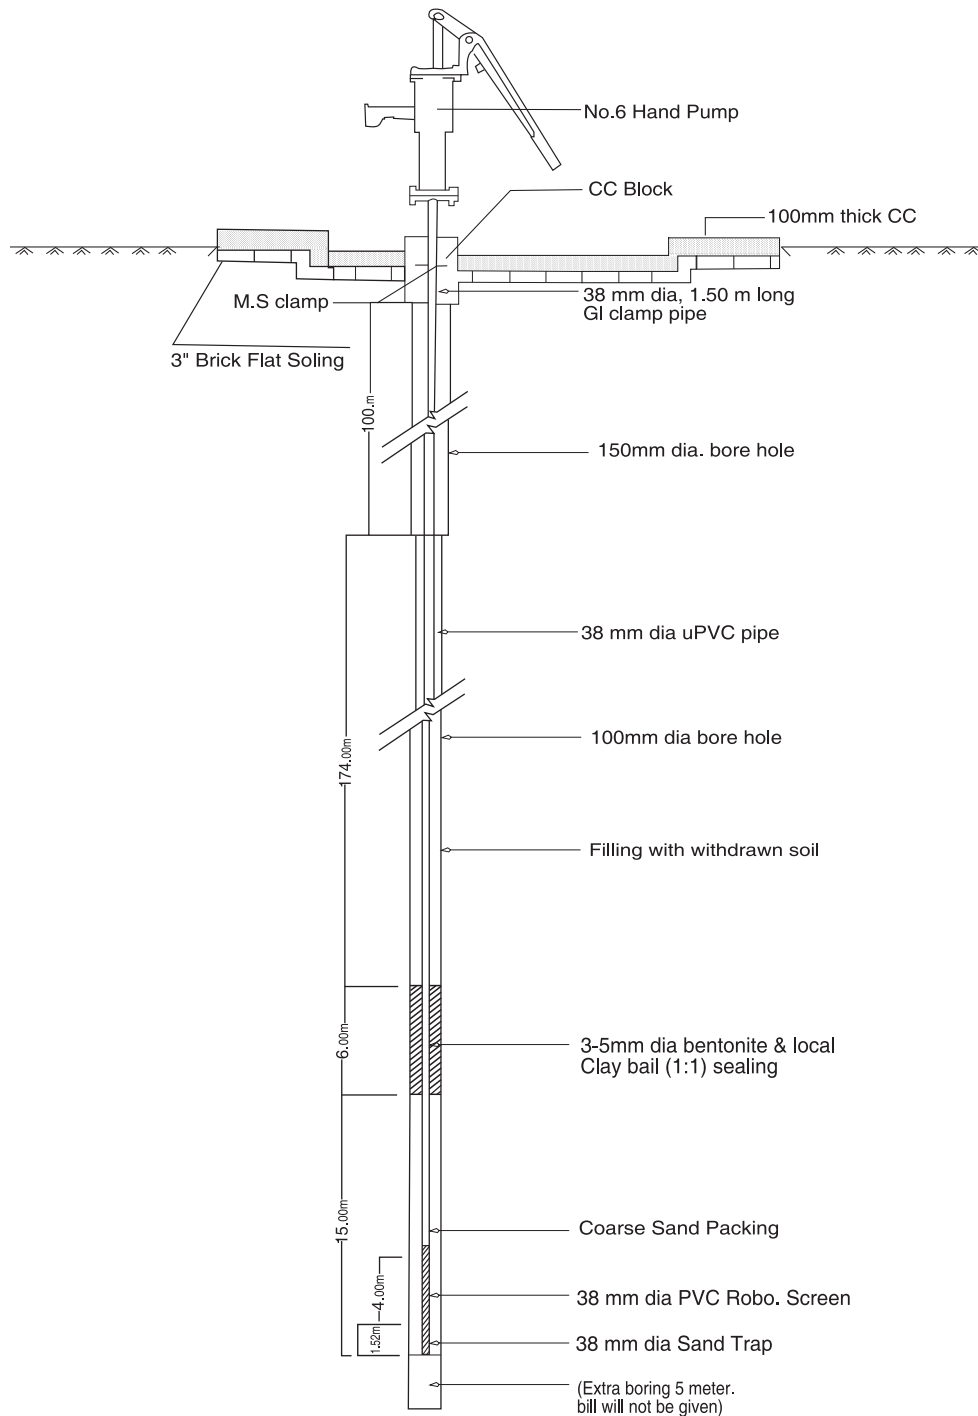 No.6 Hand Pump
CC Block
100mm thick CC
M.S clamp
38 mm dia, 1.50 m long
GI clamp pipe
3" Brick Flat Soling
100.m
150mm dia. bore hole
38 mm dia uPVC pipe
174.00m
100mm dia bore hole
Filling with withdrawn soil
6.00m
3-5mm dia bentonite & local
Clay bail (1:1) sealing
15.00m
Coarse Sand Packing
4.00m
38 mm dia PVC Robo. Screen
1.52m
38 mm dia Sand Trap
(Extra boring 5 meter.
bill will not be given)